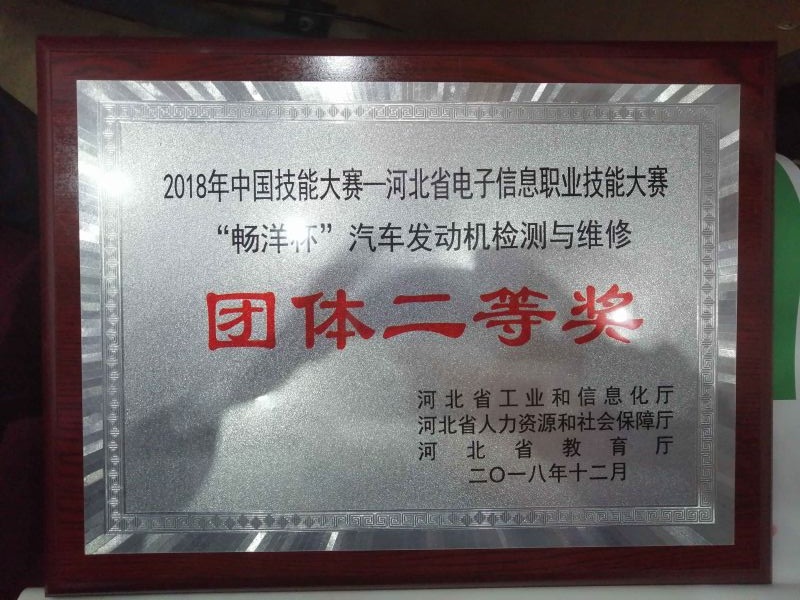 2018年中国技能大赛—河北省电子信息职业技能大赛
“畅洋杯”汽车发动机检测与维修
团体二等奖
河北省工业和信息化厅
河北省人力资源和社会保障厅
河北省教育厅
二〇一八年十二月